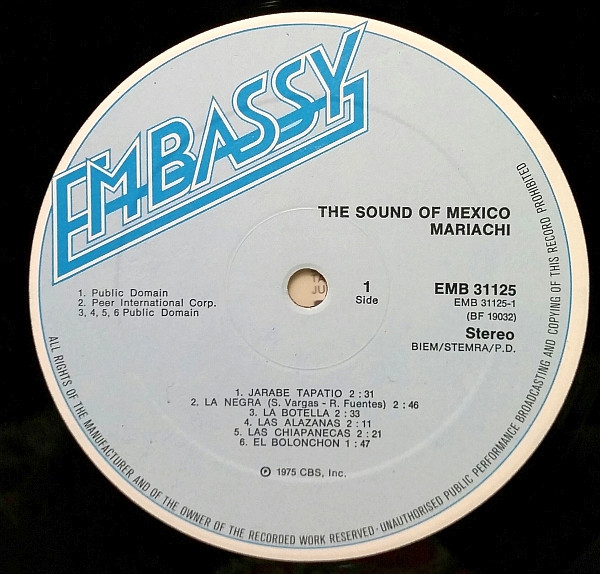 EMBASSY
THE SOUND OF MEXICO
MARIACHI
1. Public Domain
2. Peer International Corp.
3, 4, 5, 6 Public Domain
1
Side
EMB 31125
EMB 31125-1
(BF 19032)
Stereo
BIEM/STEMRA/P.D.
1. JARABE TAPATIO 2 : 31
2. LA NEGRA (S. Vargas - R. Fuentes) 2 : 46
3. LA BOTELLA 2 : 33
4. LAS ALAZANAS 2 : 11
5. LAS CHIAPANECAS 2 : 21
6. EL BOLONCHON 1 : 47
℗ 1975 CBS, Inc.
ALL RIGHTS OF THE MANUFACTURER AND OF THE OWNER OF THE RECORDED WORK RESERVED · UNAUTHORISED PUBLIC PERFORMANCE BROADCASTING AND COPYING OF THIS RECORD PROHIBITED